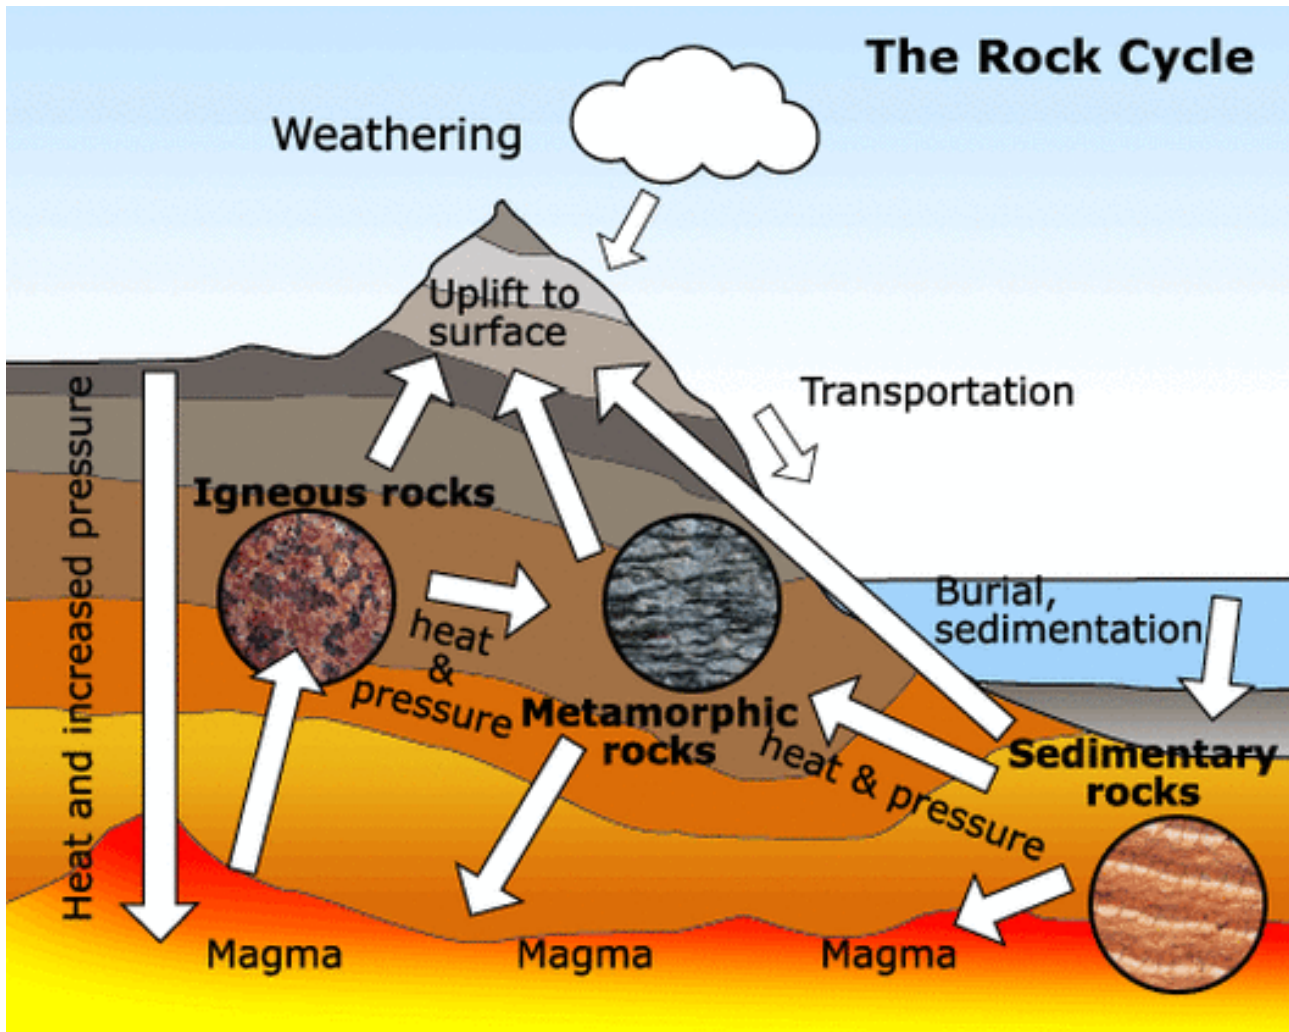 The Rock Cycle
Weathering
Uplift to
surface
Transportation
Heat and increased pressure
Igneous rocks
heat
&
pressure
Metamorphic
rocks
Burial,
sedimentation
heat & pressure
Sedimentary
rocks
Magma
Magma
Magma